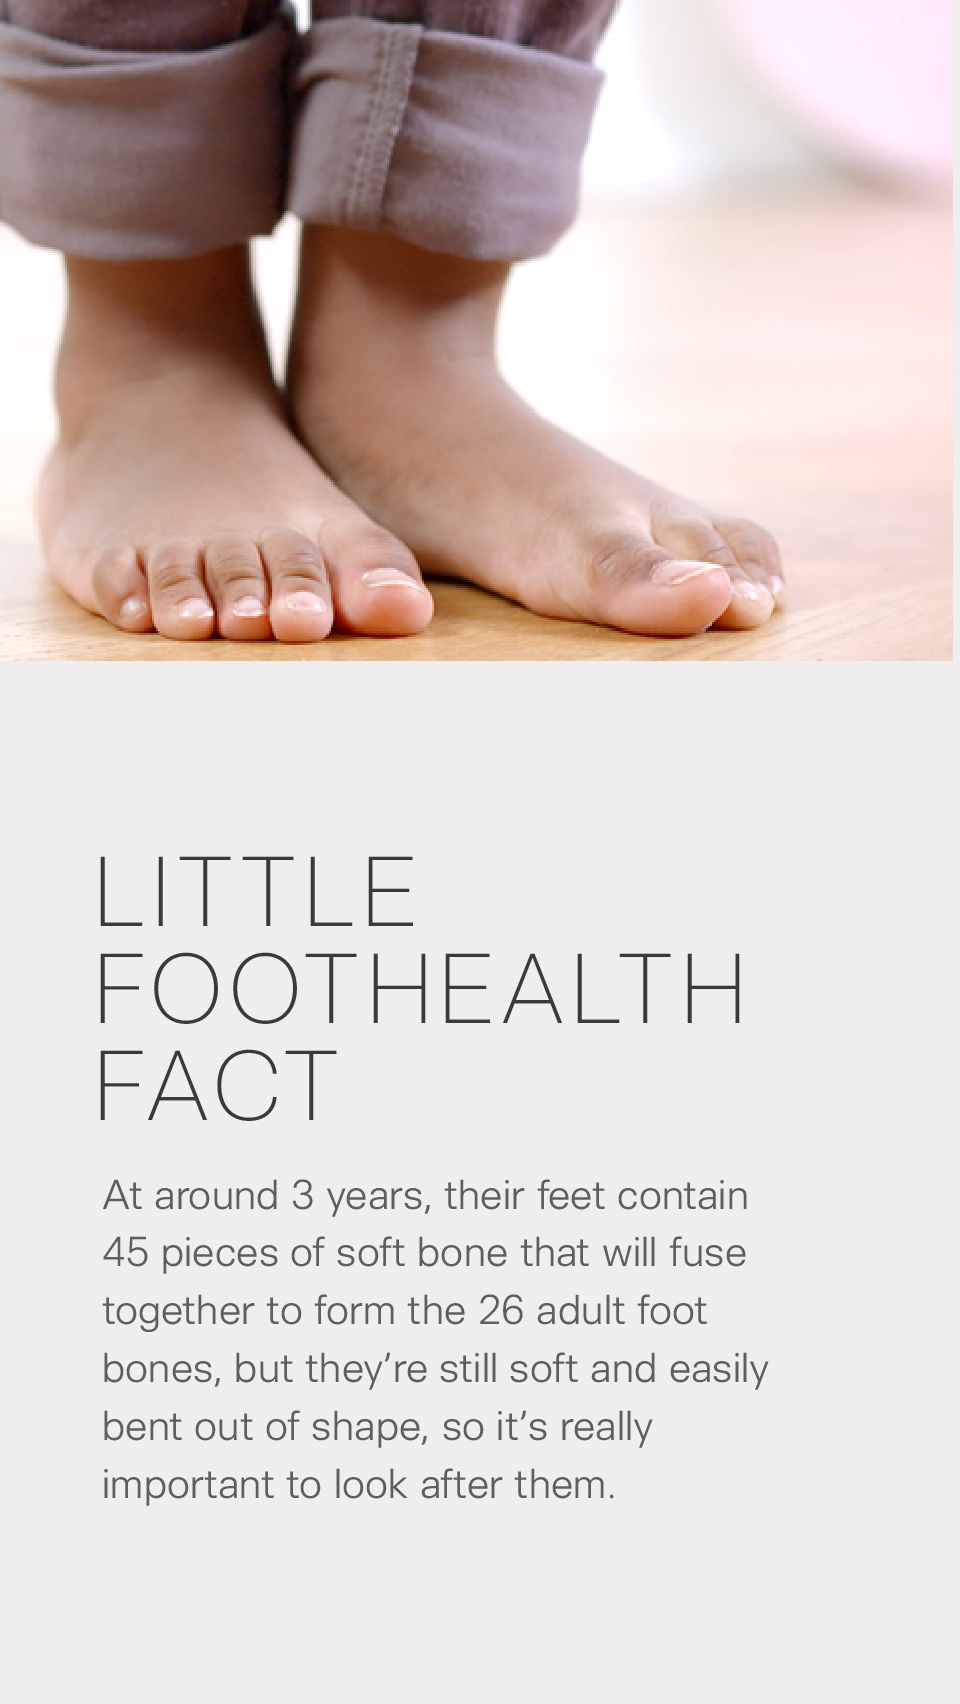 LITTLE
FOOTHEALTH
FACT
At around 3 years, their feet contain
45 pieces of soft bone that will fuse
together to form the 26 adult foot
bones, but they’re still soft and easily
bent out of shape, so it’s really
important to look after them.